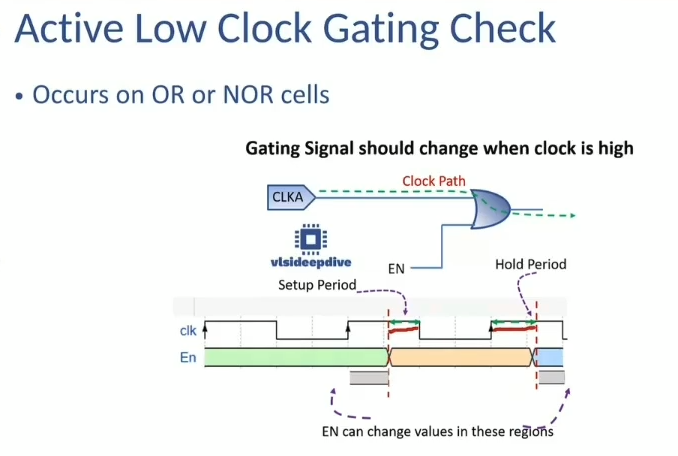 Active Low Clock Gating Check
• Occurs on OR or NOR cells
Gating Signal should change when clock is high
Clock Path
CLKA
vlsideepdive
EN
Hold Period
Setup Period
clk
En
EN can change values in these regions